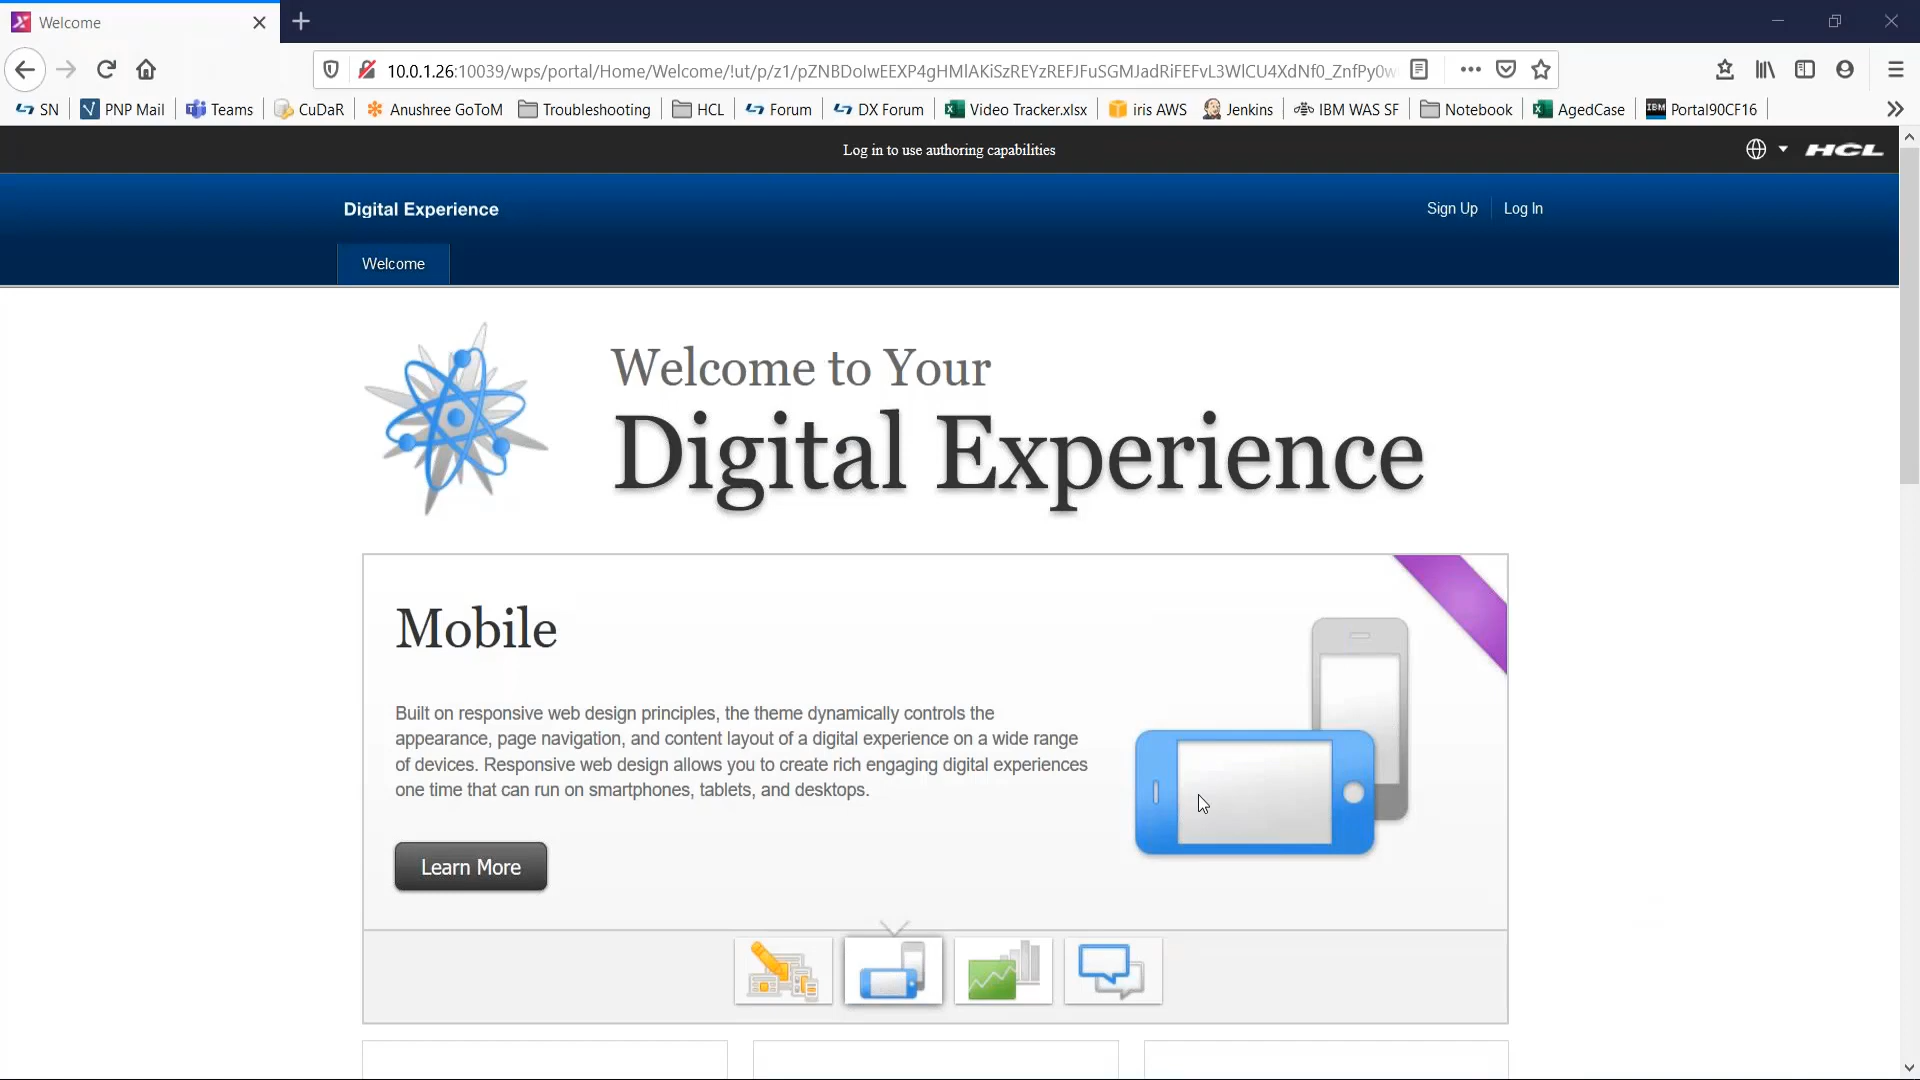 Welcome
10.0.1.26:10039/wps/portal/Home/Welcome/!ut/p/z1/pZNBDoIwEEXP4gHMlAKiSzREYzREFJFuSGMJadRiFEFvL3WlCU4XdNf0_ZnfPy0w
SN
PNP Mail
Teams
CuDaR
Anushree GoToM
Troubleshooting
HCL
Forum
DX Forum
Video Tracker.xlsx
iris AWS
Jenkins
IBM WAS SF
Notebook
AgedCase
IBM
Portal90CF16
Log in to use authoring capabilities
HCL
Digital Experience
Sign Up
Log In
Welcome
Welcome to Your
Digital Experience
Mobile
Built on responsive web design principles, the theme dynamically controls the
appearance, page navigation, and content layout of a digital experience on a wide range
of devices. Responsive web design allows you to create rich engaging digital experiences
one time that can run on smartphones, tablets, and desktops.
Learn More